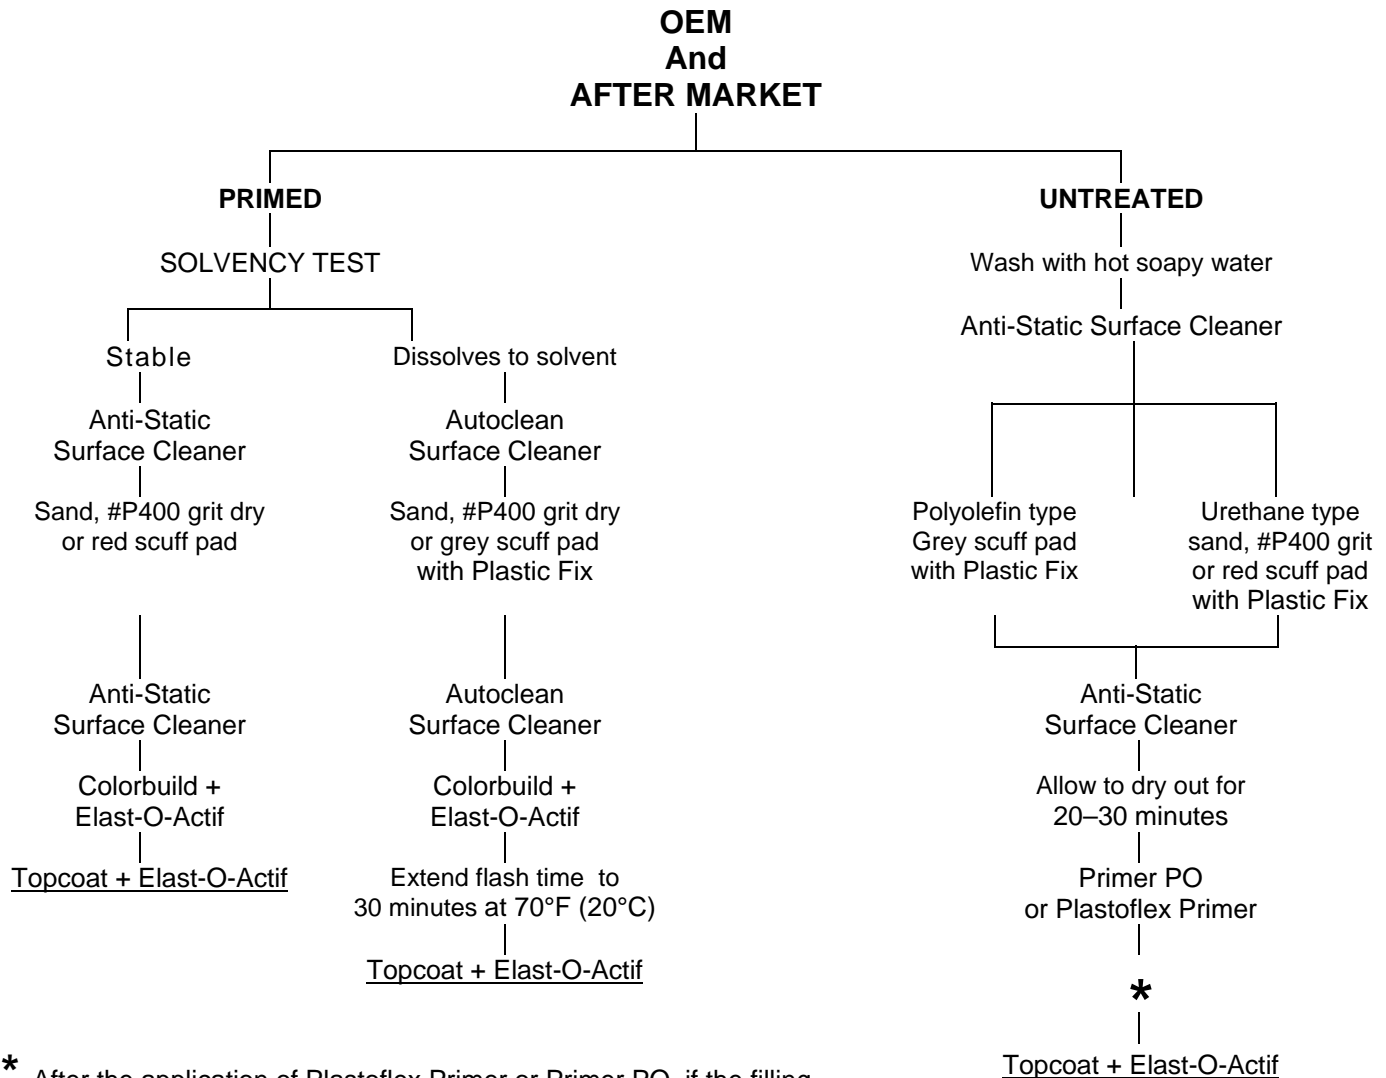 OEM
And
AFTER MARKET
PRIMED
SOLVENCY TEST
Stable
Anti-Static
Surface Cleaner
Sand, #P400 grit dry
or red scuff pad
Anti-Static
Surface Cleaner
Colorbuild +
Elast-O-Actif
Topcoat + Elast-O-Actif
Dissolves to solvent
Autoclean
Surface Cleaner
Sand, #P400 grit dry
or grey scuff pad
with Plastic Fix
Autoclean
Surface Cleaner
Colorbuild +
Elast-O-Actif
Extend flash time to
30 minutes at 70°F (20°C)
Topcoat + Elast-O-Actif
UNTREATED
Wash with hot soapy water
Anti-Static Surface Cleaner
Polyolefin type
Grey scuff pad
with Plastic Fix
Urethane type
sand, #P400 grit
or red scuff pad
with Plastic Fix
Anti-Static
Surface Cleaner
Allow to dry out for
20–30 minutes
Primer PO
or Plastoflex Primer
*
Topcoat + Elast-O-Actif
* After the application of Plastoflex Primer or Primer PO, if the filling